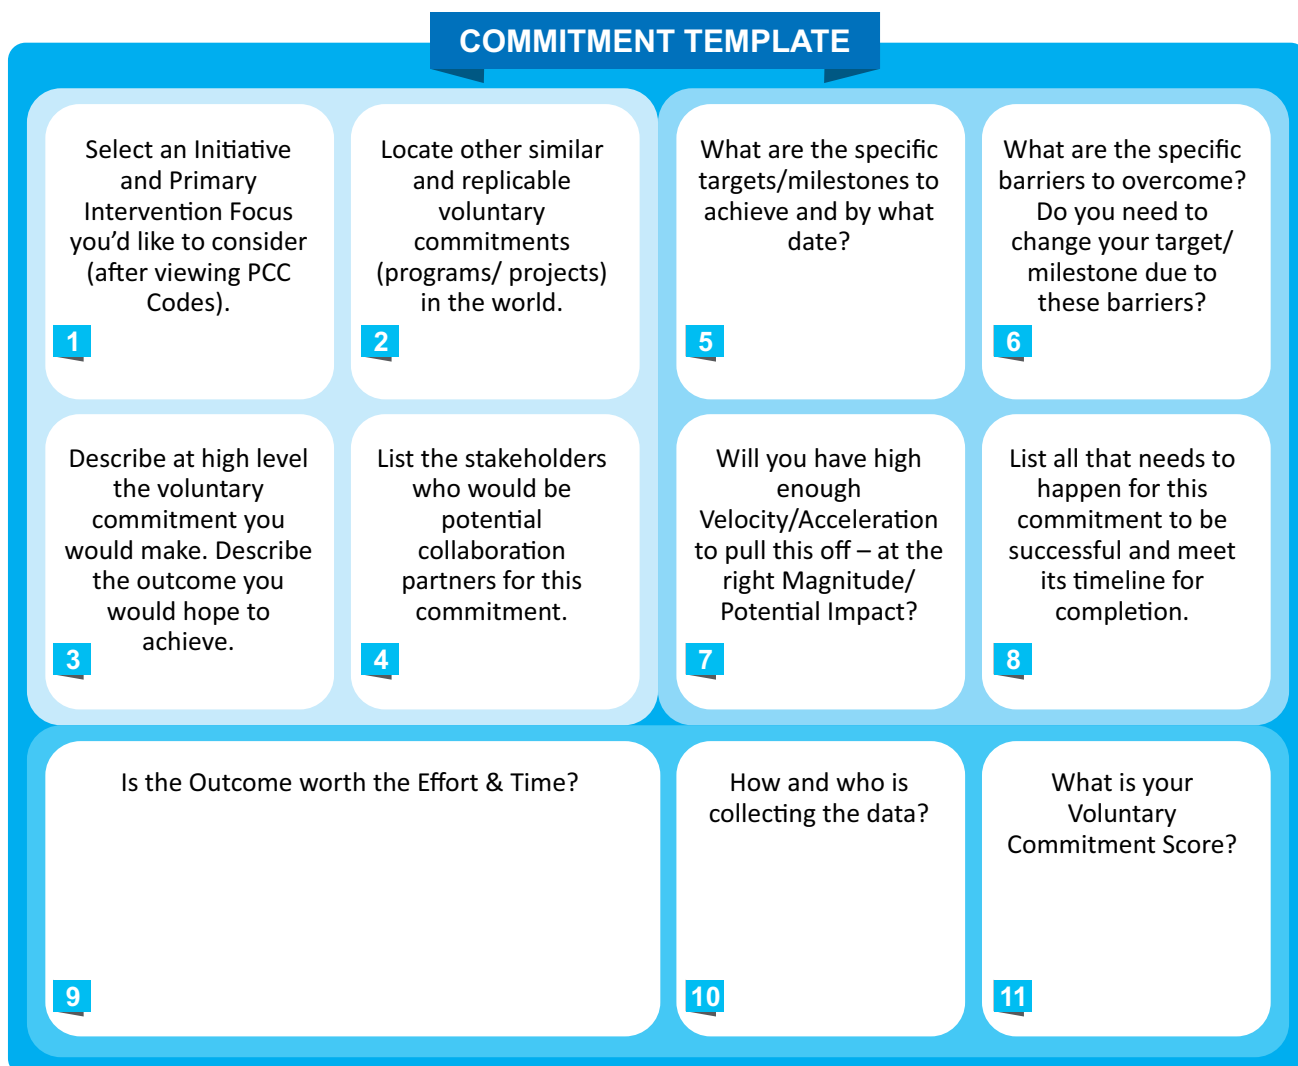 COMMITMENT TEMPLATE
Select an Initiative
and Primary
Intervention Focus
you’d like to consider
(after viewing PCC
Codes).
1
Locate other similar
and replicable
voluntary
commitments
(programs/ projects)
in the world.
2
Describe at high level
the voluntary
commitment you
would make. Describe
the outcome you
would hope to
achieve.
3
List the stakeholders
who would be
potential
collaboration
partners for this
commitment.
4
What are the specific
targets/milestones to
achieve and by what
date?
5
What are the specific
barriers to overcome?
Do you need to
change your target/
milestone due to
these barriers?
6
Will you have high
enough
Velocity/Acceleration
to pull this off – at the
right Magnitude/
Potential Impact?
7
List all that needs to
happen for this
commitment to be
successful and meet
its timeline for
completion.
8
Is the Outcome worth the Effort & Time?
9
How and who is
collecting the data?
10
What is your
Voluntary
Commitment Score?
11